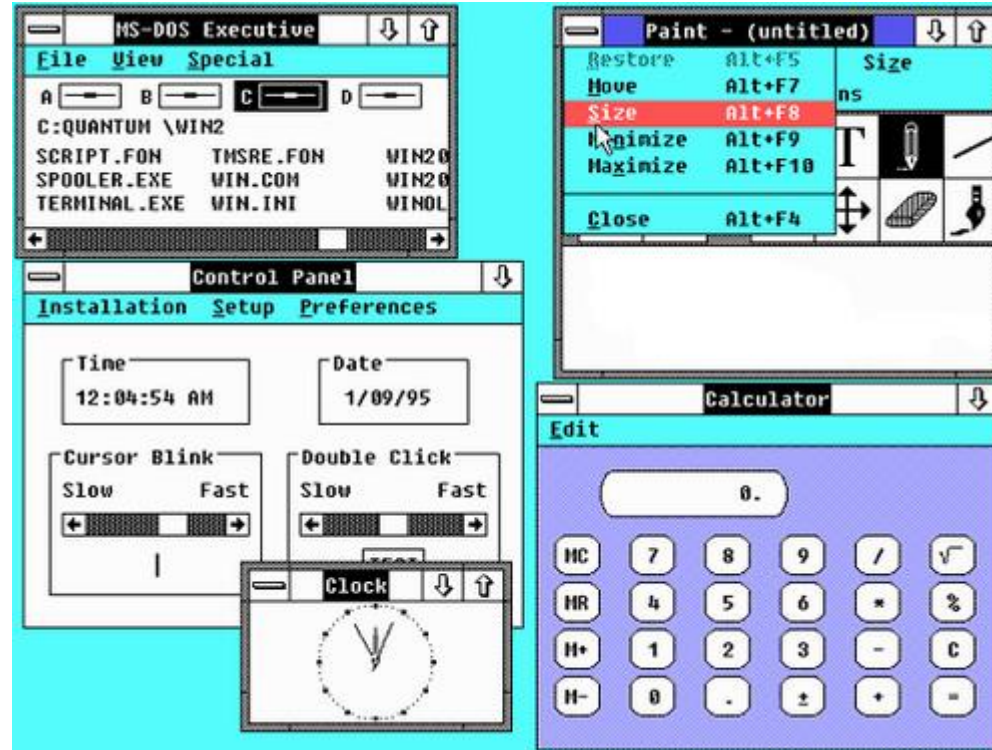 MS-DOS Executive
File View Special
A B C D
C:QUANTUM \WIN2
SCRIPT.FON TMSRE.FON WIN20
SPOOLER.EXE WIN.COM WIN20
TERMINAL.EXE WIN.INI WINOL
Paint - (untitled)
Restore Alt+F5
Move Alt+F7
Size Alt+F8
Alt+F9
Maximize Alt+F10
Close Alt+F4
Size
ns
T
Control Panel
Installation Setup Preferences
Time
12:04:54 AM
Date
1/09/95
Cursor Blink
Slow Fast
Double Click
Slow Fast
Clock
Calculator
Edit
0.
MC 7 8 9 / √
MR 4 5 6 * %
M+ 1 2 3 - C
M- 0 . ± + =